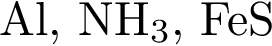 Al, NH₃, FeS